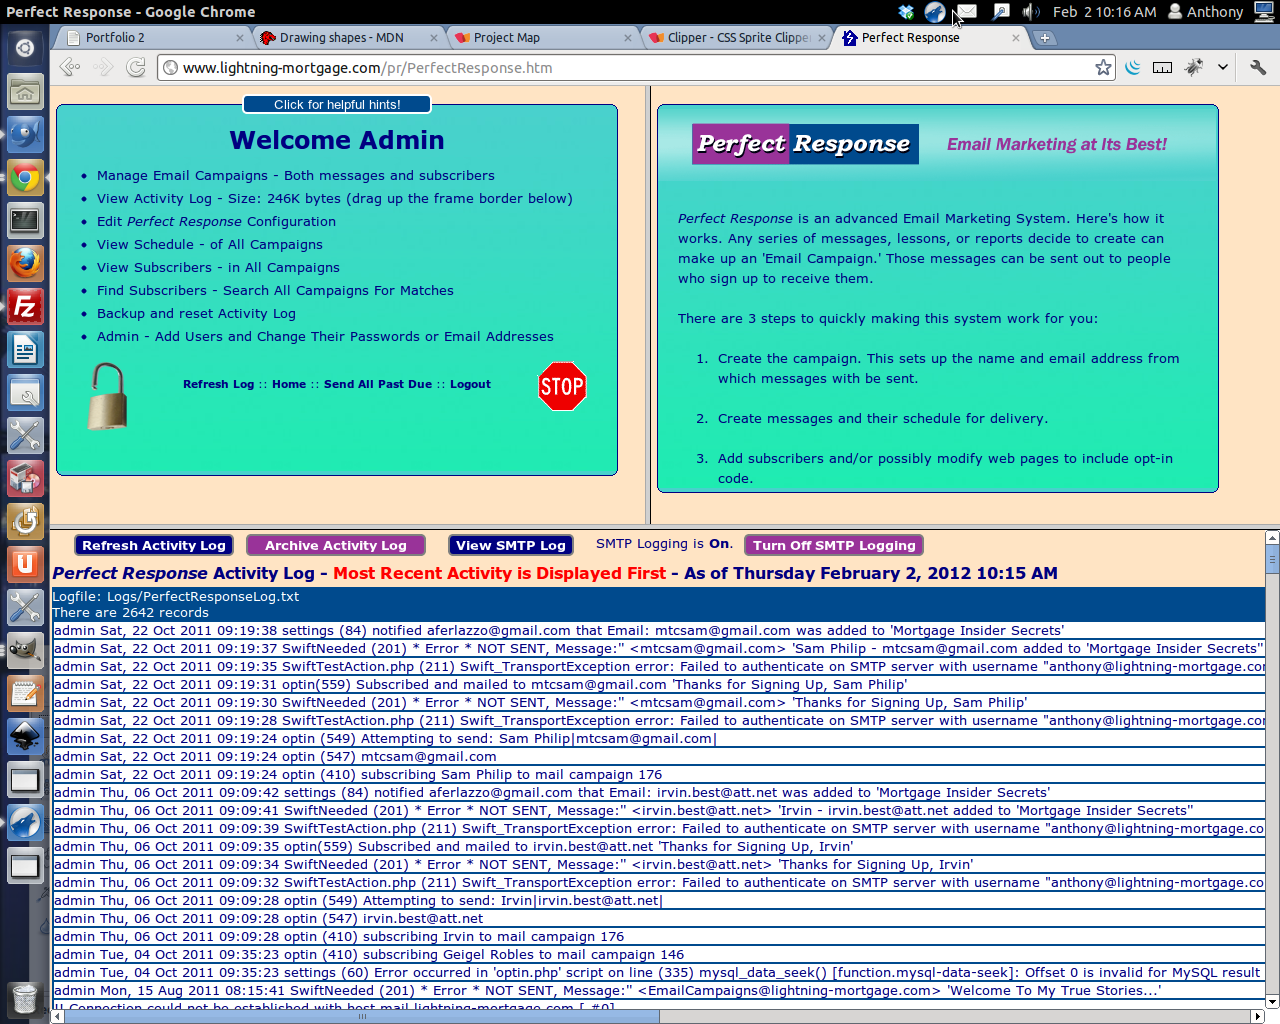 Perfect Response - Google Chrome
Feb 2 10:16 AM Anthony
Portfolio 2
Drawing shapes - MDN
Project Map
Clipper - CSS Sprite Clippe
Perfect Response
www.lightning-mortgage.com/pr/PerfectResponse.htm
Click for helpful hints!
Welcome Admin
Manage Email Campaigns - Both messages and subscribers
View Activity Log - Size: 246K bytes (drag up the frame border below)
Edit Perfect Response Configuration
View Schedule - of All Campaigns
View Subscribers - in All Campaigns
Find Subscribers - Search All Campaigns For Matches
Backup and reset Activity Log
Admin - Add Users and Change Their Passwords or Email Addresses
Refresh Log :: Home :: Send All Past Due :: Logout
STOP
Perfect Response Email Marketing at Its Best!
Perfect Response is an advanced Email Marketing System. Here's how it
works. Any series of messages, lessons, or reports decide to create can
make up an 'Email Campaign.' Those messages can be sent out to people
who sign up to receive them.
There are 3 steps to quickly making this system work for you:
1. Create the campaign. This sets up the name and email address from
which messages with be sent.
2. Create messages and their schedule for delivery.
3. Add subscribers and/or possibly modify web pages to include opt-in
code.
Refresh Activity Log Archive Activity Log View SMTP Log SMTP Logging is On. Turn Off SMTP Logging
Perfect Response Activity Log - Most Recent Activity is Displayed First - As of Thursday February 2, 2012 10:15 AM
Logfile: Logs/PerfectResponseLog.txt
There are 2642 records
admin Sat, 22 Oct 2011 09:19:38 settings (84) notified aferlazzo@gmail.com that Email: mtcsam@gmail.com was added to 'Mortgage Insider Secrets'
admin Sat, 22 Oct 2011 09:19:37 SwiftNeeded (201) * Error * NOT SENT, Message:'' <mtcsam@gmail.com> 'Sam Philip - mtcsam@gmail.com added to 'Mortgage Insider Secrets''
admin Sat, 22 Oct 2011 09:19:35 SwiftTestAction.php (211) Swift_TransportException error: Failed to authenticate on SMTP server with username "anthony@lightning-mortgage.co
admin Sat, 22 Oct 2011 09:19:31 optin(559) Subscribed and mailed to mtcsam@gmail.com 'Thanks for Signing Up, Sam Philip'
admin Sat, 22 Oct 2011 09:19:30 SwiftNeeded (201) * Error * NOT SENT, Message:'' <mtcsam@gmail.com> 'Thanks for Signing Up, Sam Philip'
admin Sat, 22 Oct 2011 09:19:28 SwiftTestAction.php (211) Swift_TransportException error: Failed to authenticate on SMTP server with username "anthony@lightning-mortgage.co
admin Sat, 22 Oct 2011 09:19:24 optin (549) Attempting to send: Sam Philip|mtcsam@gmail.com|
admin Sat, 22 Oct 2011 09:19:24 optin (547) mtcsam@gmail.com
admin Sat, 22 Oct 2011 09:19:24 optin (410) subscribing Sam Philip to mail campaign 176
admin Thu, 06 Oct 2011 09:09:42 settings (84) notified aferlazzo@gmail.com that Email: irvin.best@att.net was added to 'Mortgage Insider Secrets'
admin Thu, 06 Oct 2011 09:09:41 SwiftNeeded (201) * Error * NOT SENT, Message:'' <irvin.best@att.net> 'Irvin - irvin.best@att.net added to 'Mortgage Insider Secrets''
admin Thu, 06 Oct 2011 09:09:39 SwiftTestAction.php (211) Swift_TransportException error: Failed to authenticate on SMTP server with username "anthony@lightning-mortgage.co
admin Thu, 06 Oct 2011 09:09:35 optin(559) Subscribed and mailed to irvin.best@att.net 'Thanks for Signing Up, Irvin'
admin Thu, 06 Oct 2011 09:09:34 SwiftNeeded (201) * Error * NOT SENT, Message:'' <irvin.best@att.net> 'Thanks for Signing Up, Irvin'
admin Thu, 06 Oct 2011 09:09:32 SwiftTestAction.php (211) Swift_TransportException error: Failed to authenticate on SMTP server with username "anthony@lightning-mortgage.co
admin Thu, 06 Oct 2011 09:09:28 optin (549) Attempting to send: Irvin|irvin.best@att.net|
admin Thu, 06 Oct 2011 09:09:28 optin (547) irvin.best@att.net
admin Thu, 06 Oct 2011 09:09:28 optin (410) subscribing Irvin to mail campaign 176
admin Tue, 04 Oct 2011 09:35:23 optin (410) subscribing Geigel Robles to mail campaign 146
admin Tue, 04 Oct 2011 09:35:23 settings (60) Error occurred in 'optin.php' script on line (335) mysql_data_seek() [function.mysql-data-seek]: Offset 0 is invalid for MySQL result
admin Mon, 15 Aug 2011 08:15:41 SwiftNeeded (201) * Error * NOT SENT, Message:'' <EmailCampaigns@lightning-mortgage.com> 'Welcome To My True Stories...'
!! Connection could not be established with host mail.lightning-mortgage.com [ #0]